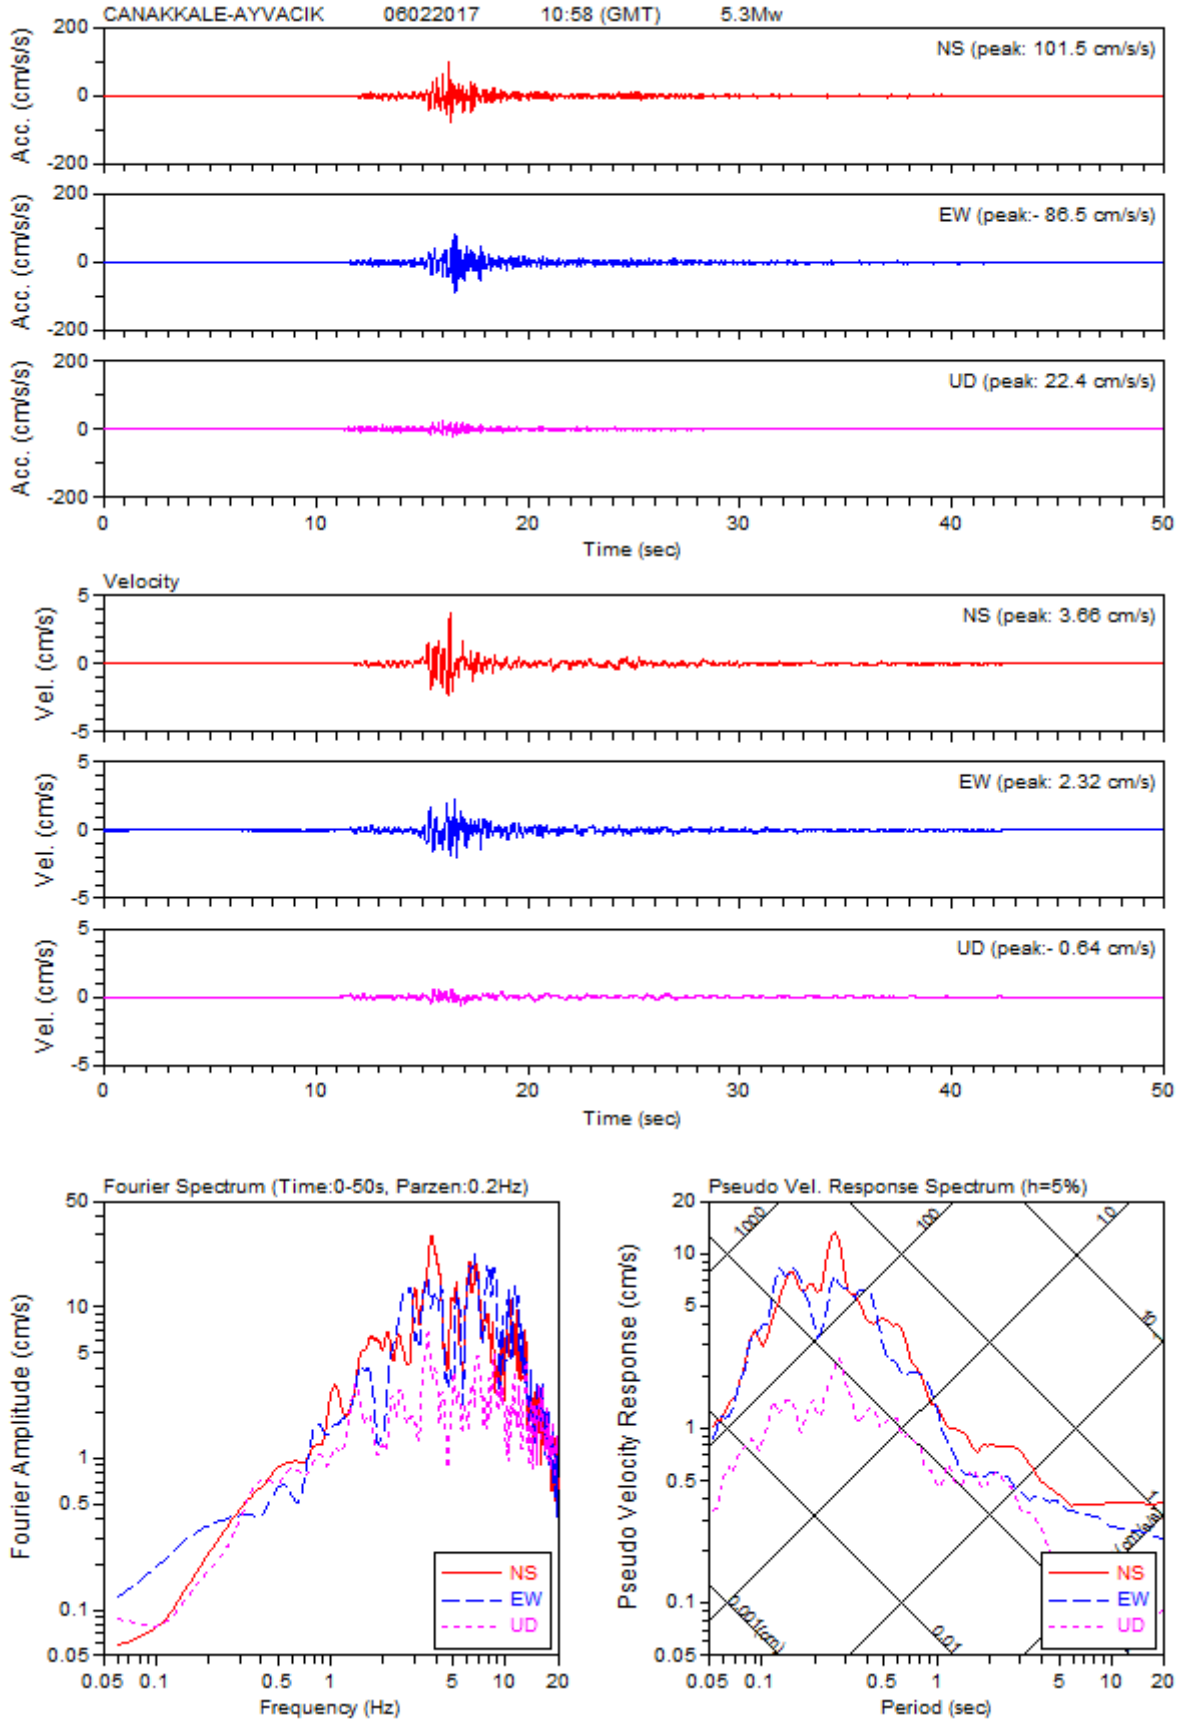 CANAKKALE-AYVACIK 06022017 10:58 (GMT) 5.3Mw
200
0
-200
Acc. (cm/s/s)
NS (peak: 101.5 cm/s/s)
200
0
-200
Acc. (cm/s/s)
EW (peak:- 86.5 cm/s/s)
200
0
-200
Acc. (cm/s/s)
UD (peak: 22.4 cm/s/s)
0 10 20 30 40 50
Time (sec)
Velocity
5
0
-5
Vel. (cm/s)
NS (peak: 3.66 cm/s)
5
0
-5
Vel. (cm/s)
EW (peak: 2.32 cm/s)
5
0
-5
Vel. (cm/s)
UD (peak:- 0.64 cm/s)
0 10 20 30 40 50
Time (sec)
Fourier Spectrum (Time:0-50s, Parzen:0.2Hz)
50
10
5
1
0.5
0.1
0.05
Fourier Amplitude (cm/s)
NS
EW
UD
0.05 0.1 0.5 1 5 10 20
Frequency (Hz)
Pseudo Vel. Response Spectrum (h=5%)
20
10
5
1
0.5
0.1
0.05
Pseudo Velocity Response (cm/s)
1000
100
10
10
1
(cm/s/s)
0.001(cm)
0.01
NS
EW
UD
0.05 0.1 0.5 1 5 10 20
Period (sec)